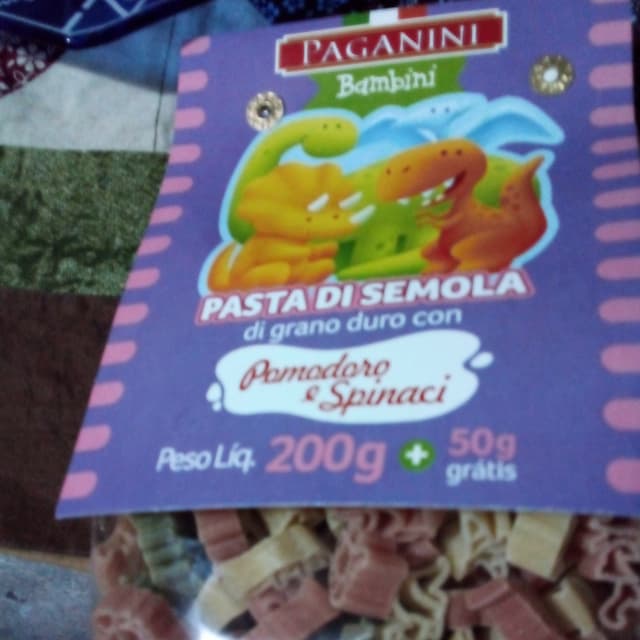 PAGANINI
Bambini
PASTA DI SEMOLA
di grano duro con
Pomodoro
e Spinaci
Peso Líq. 200g + 50g
grátis